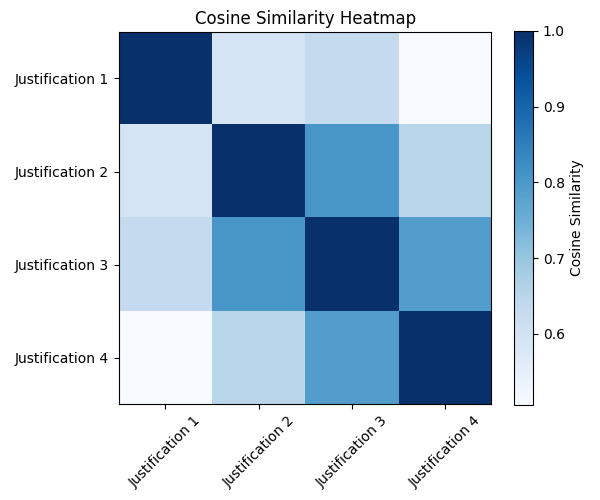 Cosine Similarity Heatmap
Justification 1
Justification 2
Justification 3
Justification 4
Justification 1
Justification 2
Justification 3
Justification 4
1.0
0.9
0.8
0.7
0.6
Cosine Similarity